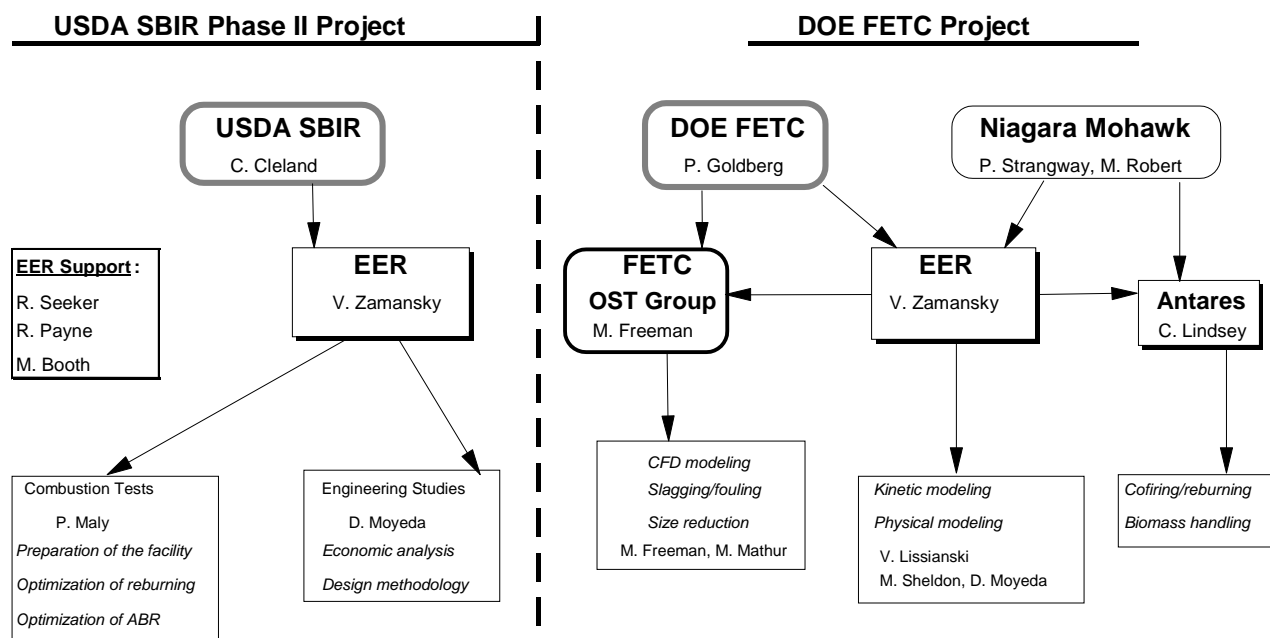 USDA SBIR Phase II Project
USDA SBIR
C. Cleland
EER Support :
R. Seeker
R. Payne
M. Booth
EER
V. Zamansky
Combustion Tests
P. Maly
Preparation of the facility
Optimization of reburning
Optimization of ABR
Engineering Studies
D. Moyeda
Economic analysis
Design methodology
DOE FETC Project
DOE FETC
P. Goldberg
Niagara Mohawk
P. Strangway, M. Robert
FETC
OST Group
M. Freeman
EER
V. Zamansky
Antares
C. Lindsey
CFD modeling
Slagging/fouling
Size reduction
M. Freeman, M. Mathur
Kinetic modeling
Physical modeling
V. Lissianski
M. Sheldon, D. Moyeda
Cofiring/reburning
Biomass handling